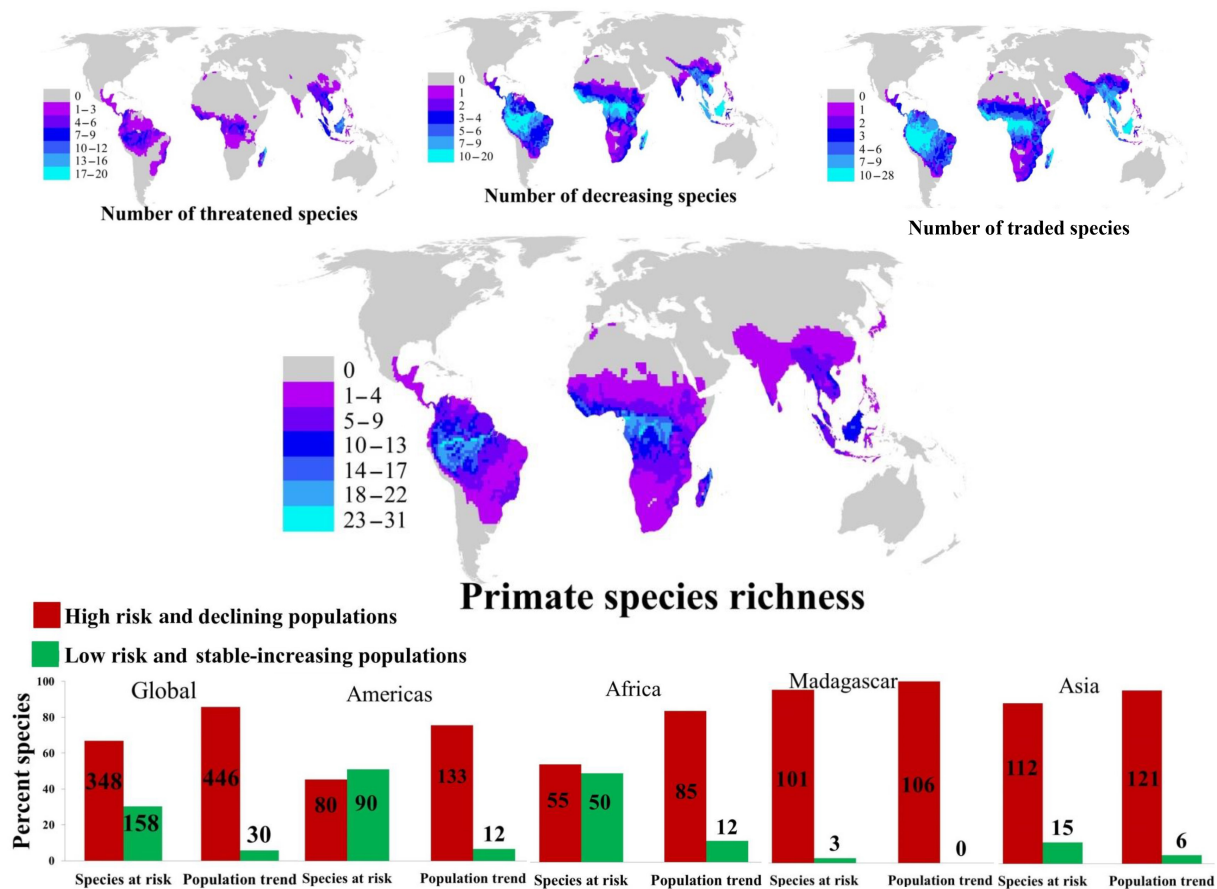 0
1–3
4–6
7–9
10–12
13–16
17–20
Number of threatened species
0
1
2
3–4
5–6
7–9
10–20
Number of decreasing species
0
1
2
3
4–6
7–9
10–28
Number of traded species
0
1–4
5–9
10–13
14–17
18–22
23–31
Primate species richness
High risk and declining populations
Low risk and stable-increasing populations
Percent species
100
80
60
40
20
0
Global
348
158
446
30
Species at risk
Population trend
Americas
80
90
133
12
Species at risk
Population trend
Africa
55
50
85
12
Species at risk
Population trend
Madagascar
101
3
106
0
Species at risk
Population trend
Asia
112
15
121
6
Species at risk
Population trend